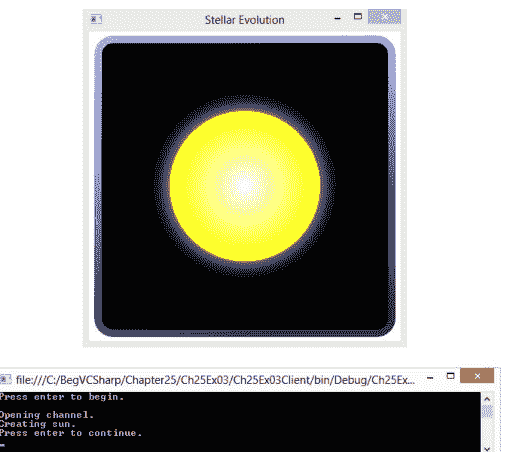 Stellar Evolution
file:///C:/BegVCSharp/Chapter25/Ch25Ex03/Ch25Ex03Client/bin/Debug/Ch25Ex...
Press enter to begin.
Opening channel.
Creating sun.
Press enter to continue.